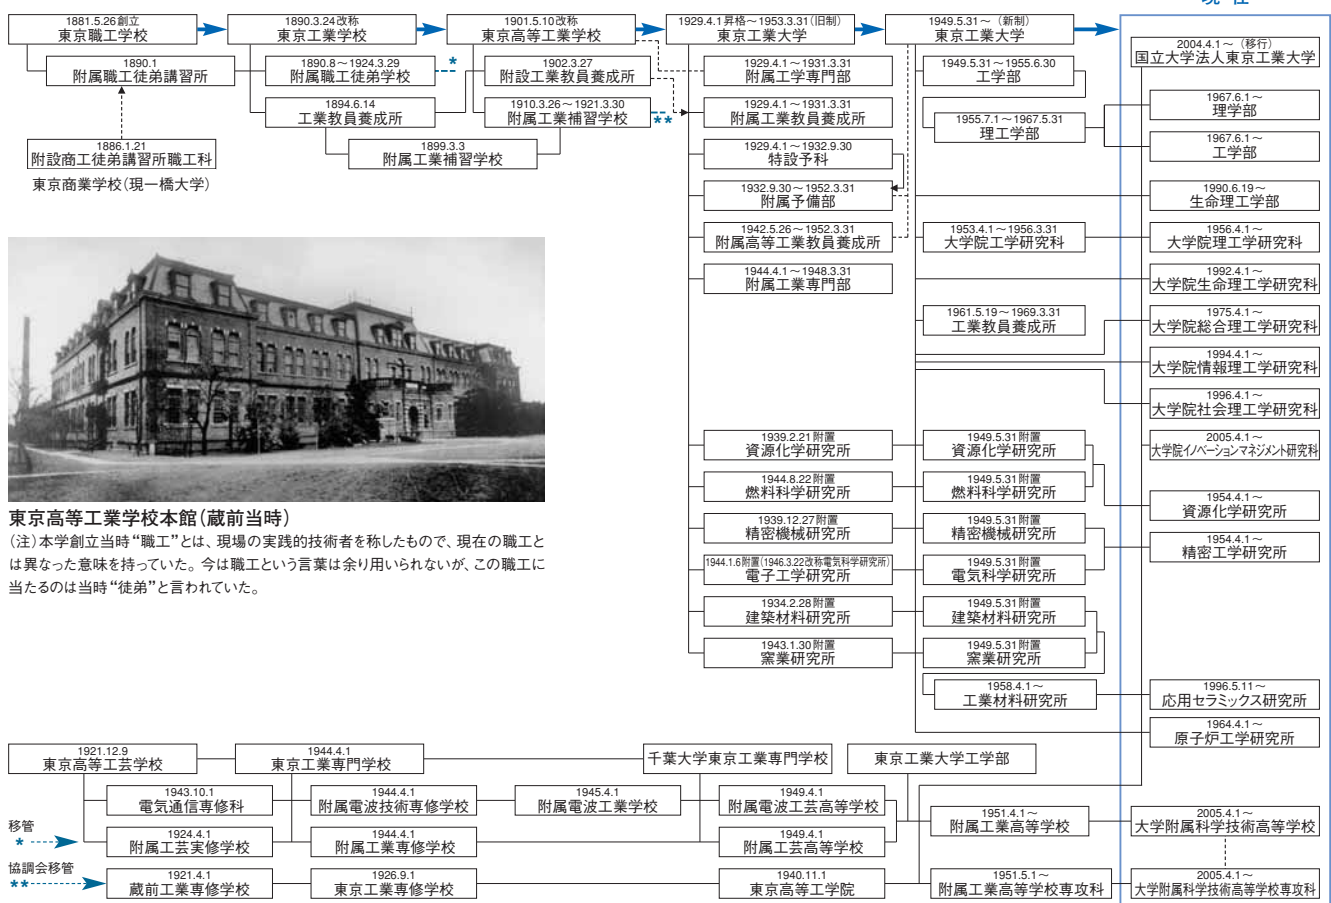 現 在
1881.5.26創立
東京職工学校
1890.3.24改称
東京工業学校
1901.5.10改称
東京高等工業学校
1929.4.1昇格～1953.3.31(旧制)
東京工業大学
1949.5.31～（新制）
東京工業大学
2004.4.1～（移行）
国立大学法人東京工業大学
1890.1
附属職工徒弟講習所
1890.8～1924.3.29
附属職工徒弟学校
*
1902.3.27
附設工業教員養成所
1929.4.1～1931.3.31
附属工学専門部
1949.5.31～1955.6.30
工学部
1894.6.14
工業教員養成所
1910.3.26～1921.3.30
附属工業補習学校
**
1929.4.1～1931.3.31
附属工業教員養成所
1955.7.1～1967.5.31
理工学部
1967.6.1～
理学部
1886.1.21
附設商工徒弟講習所職工科
東京商業学校(現一橋大学)
1899.3.3
附属工業補習学校
1929.4.1～1932.9.30
特設予科
1967.6.1～
工学部
1932.9.30～1952.3.31
附属予備部
1990.6.19～
生命理工学部
1942.5.26～1952.3.31
附属高等工業教員養成所
1953.4.1～1956.3.31
大学院工学研究科
1956.4.1～
大学院理工学研究科
1944.4.1～1948.3.31
附属工業専門部
1992.4.1～
大学院生命理工学研究科
1961.5.19～1969.3.31
工業教員養成所
1975.4.1～
大学院総合理工学研究科
1994.4.1～
大学院情報理工学研究科
1996.4.1～
大学院社会理工学研究科
1939.2.21附置
資源化学研究所
1949.5.31附置
資源化学研究所
2005.4.1～
大学院イノベーションマネジメント研究科
1944.8.22附置
燃料科学研究所
1949.5.31附置
燃料科学研究所
1954.4.1～
資源化学研究所
1939.12.27附置
精密機械研究所
1949.5.31附置
精密機械研究所
1954.4.1～
精密工学研究所
1944.1.6附置(1946.3.22改称電気科学研究所)
電子工学研究所
1949.5.31附置
電気科学研究所
1934.2.28附置
建築材料研究所
1949.5.31附置
建築材料研究所
1943.1.30附置
窯業研究所
1949.5.31附置
窯業研究所
1958.4.1～
工業材料研究所
1996.5.11～
応用セラミックス研究所
1964.4.1～
原子炉工学研究所
東京高等工業学校本館(蔵前当時)
(注)本学創立当時“職工”とは、現場の実践的技術者を称したもので、現在の職工と
は異なった意味を持っていた。今は職工という言葉は余り用いられないが、この職工に
当たるのは当時“徒弟”と言われていた。
1921.12.9
東京高等工芸学校
1944.4.1
東京工業専門学校
千葉大学東京工業専門学校
東京工業大学工学部
1943.10.1
電気通信専修科
1944.4.1
附属電波技術専修学校
1945.4.1
附属電波工業学校
1949.4.1
附属電波工芸高等学校
移管
*
1924.4.1
附属工芸実修学校
1944.4.1
附属工業専修学校
1949.4.1
附属工芸高等学校
1951.4.1～
附属工業高等学校
2005.4.1～
大学附属科学技術高等学校
協調会移管
**
1921.4.1
蔵前工業専修学校
1926.9.1
東京工業専修学校
1940.11.1
東京高等工学院
1951.5.1～
附属工業高等学校専攻科
2005.4.1～
大学附属科学技術高等学校専攻科